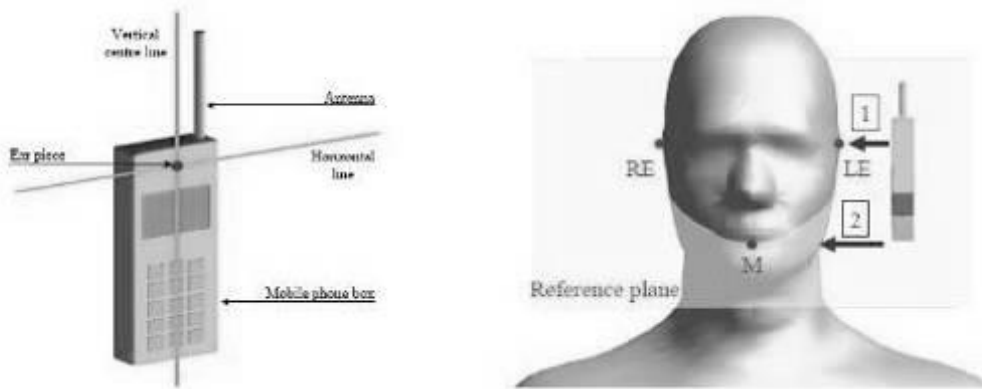 Vertical
centre line
Antenna
Ear piece
Horizontal
line
Mobile phone box
1
RE
LE
2
M
Reference plane